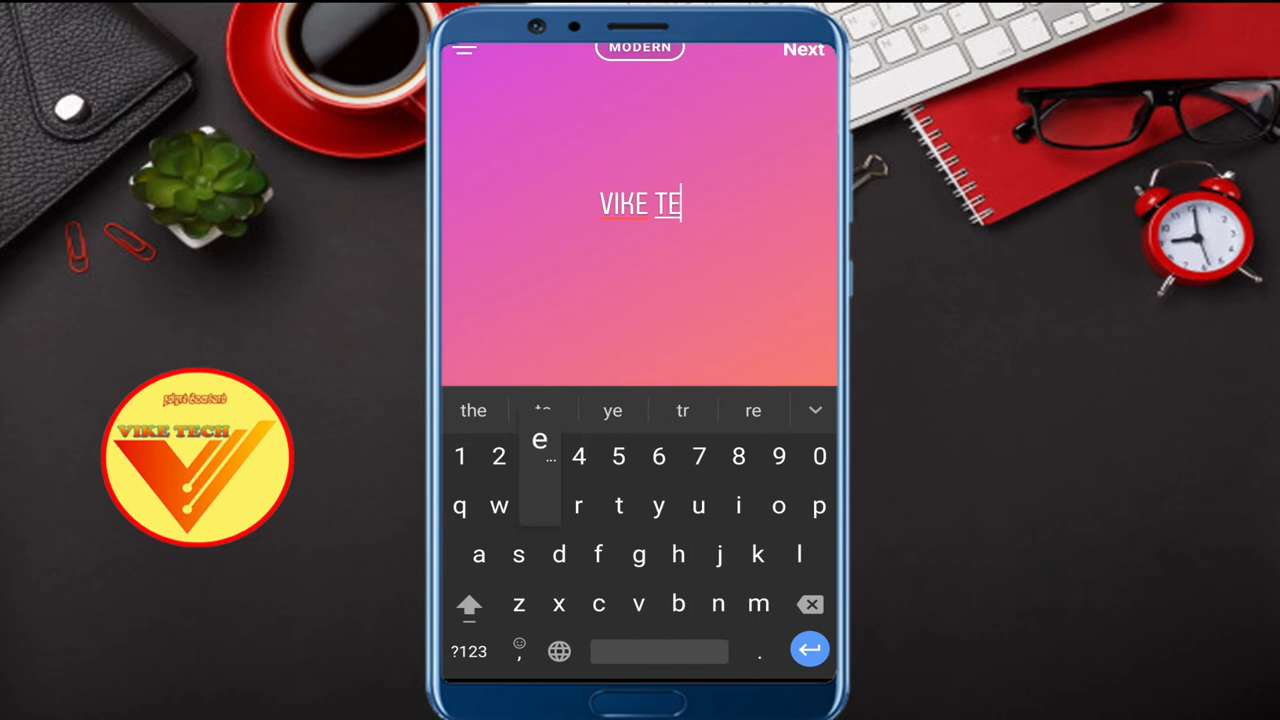 MODERN
Next
VIKE TE
the
ye
tr
re
e
...
1 2 4 5 6 7 8 9 0
q w r t y u i o p
a s d f g h j k l
z x c v b n m
?123 , .
VIKE TECH